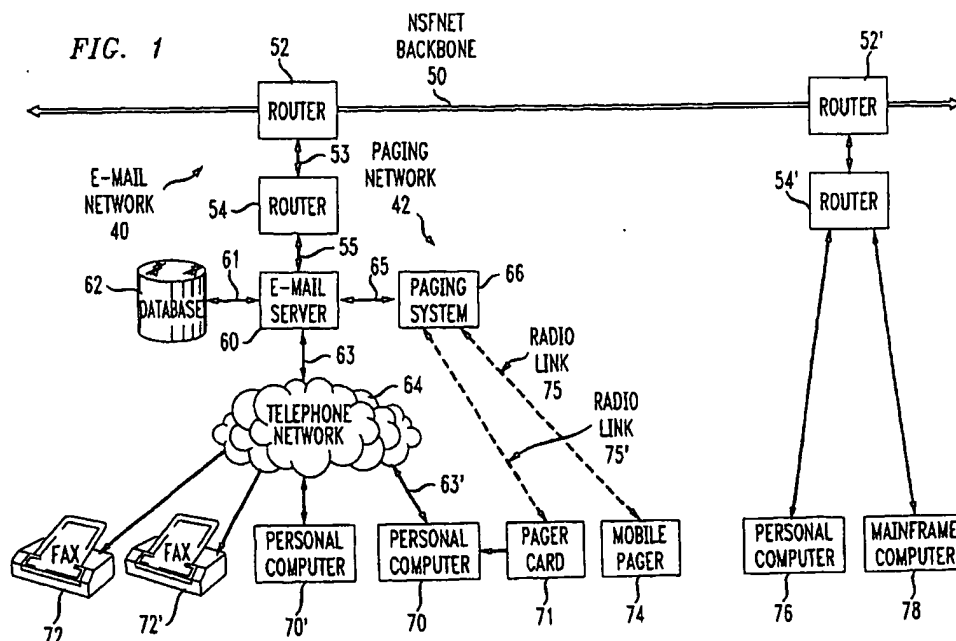 FIG. 1
NSFNET
BACKBONE
50
52
52'
ROUTER
ROUTER
53
PAGING
NETWORK
42
E-MAIL
NETWORK
40
54
ROUTER
54'
ROUTER
55
61
62
DATABASE
E-MAIL
SERVER
60
65
PAGING
SYSTEM
66
63
64
TELEPHONE
NETWORK
RADIO
LINK
75
RADIO
LINK
75'
63'
FAX
FAX
PERSONAL
COMPUTER
PERSONAL
COMPUTER
PAGER
CARD
MOBILE
PAGER
PERSONAL
COMPUTER
MAINFRAME
COMPUTER
72
72'
70'
70
71
74
76
78